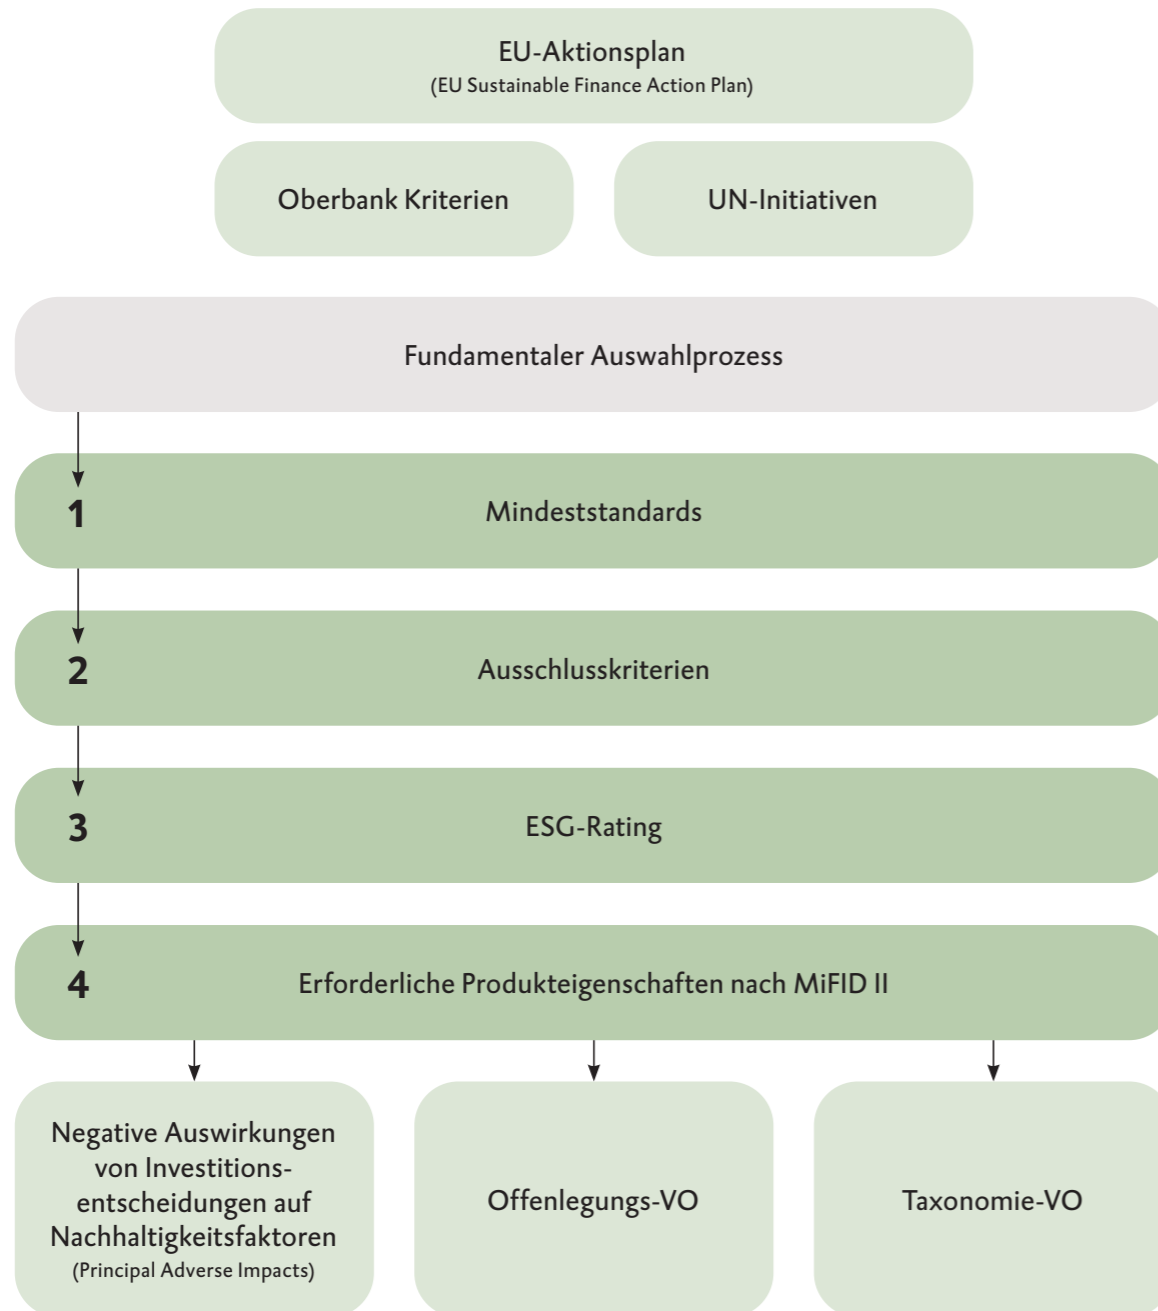 EU-Aktionsplan
(EU Sustainable Finance Action Plan)
Oberbank Kriterien
UN-Initiativen
Fundamentaler Auswahlprozess
1
Mindeststandards
2
Ausschlusskriterien
3
ESG-Rating
4
Erforderliche Produkteigenschaften nach MiFID II
Negative Auswirkungen
von Investitions-
entscheidungen auf
Nachhaltigkeitsfaktoren
(Principal Adverse Impacts)
Offenlegungs-VO
Taxonomie-VO